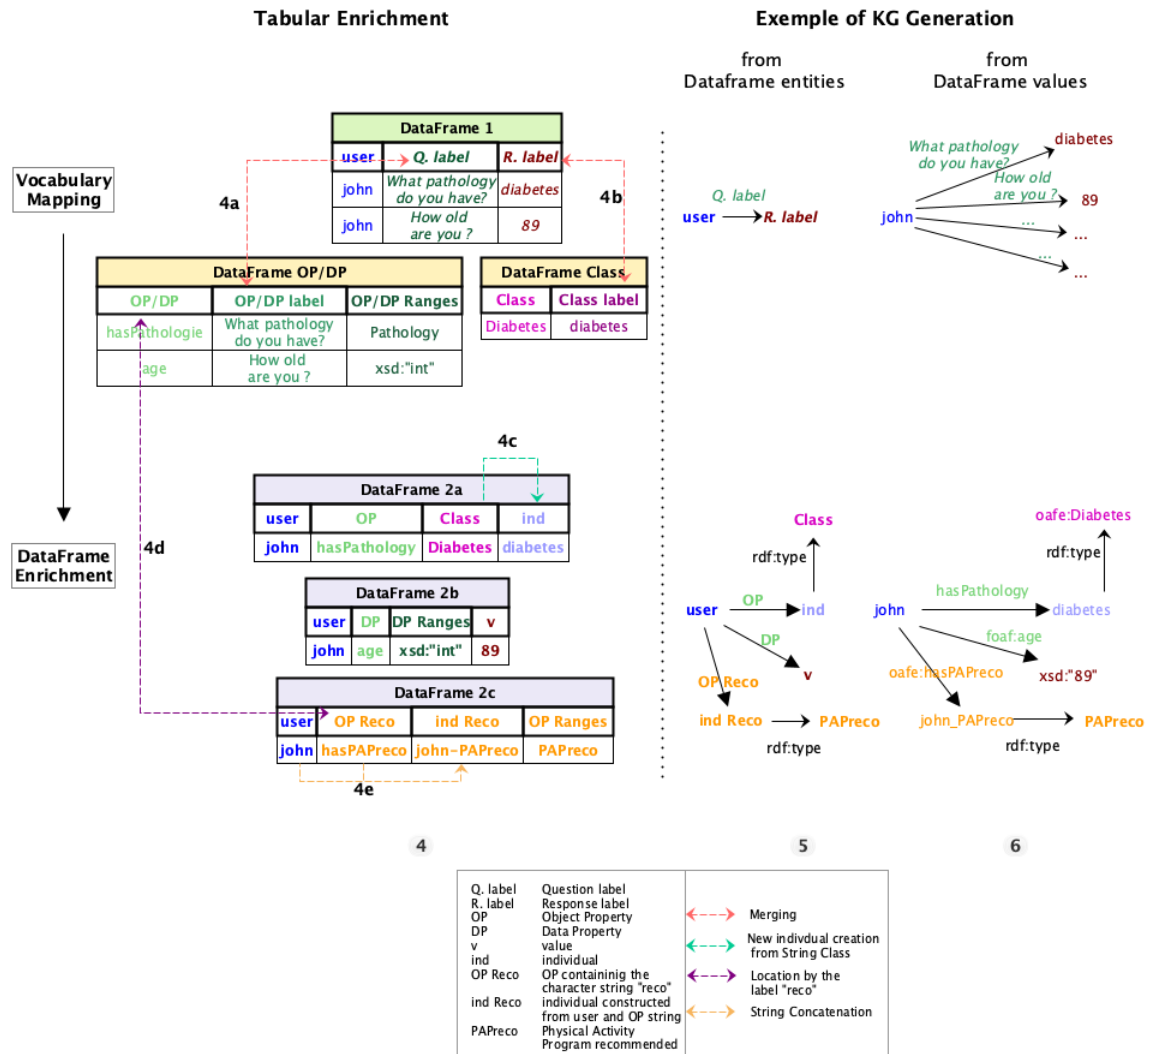 Tabular Enrichment
Exemple of KG Generation
from
Dataframe entities
from
DataFrame values
Vocabulary
Mapping
DataFrame 1
user Q. label R. label
john What pathology
do you have? diabetes
john How old
are you ? 89
4a
4b
DataFrame OP/DP
OP/DP OP/DP label OP/DP Ranges
hasPathologie What pathology
do you have? Pathology
age How old
are you ? xsd:"int"
DataFrame Class
Class Class label
Diabetes diabetes
Q. label
user R. label
What pathology
do you have?
diabetes
How old
are you ?
89
john
...
...
...
...
4c
DataFrame 2a
user OP Class ind
john hasPathology Diabetes diabetes
4d
DataFrame
Enrichment
DataFrame 2b
user DP DP Ranges v
john age xsd:"int" 89
DataFrame 2c
user OP Reco ind Reco OP Ranges
john hasPAPreco john-PAPreco PAPreco
4e
Class
rdf:type
user OP ind
DP
v
OP Reco
ind Reco PAPreco
rdf:type
oafe:Diabetes
rdf:type
hasPathology
john diabetes
foaf:age
xsd:"89"
oafe:hasPAPreco
john_PAPreco PAPreco
rdf:type
4
5
6
Q. label Question label
R. label Response label
OP Object Property
DP Data Property
v value
ind individual
OP Reco OP containinig the
character string "reco"
ind Reco individual constructed
from user and OP string
PAPreco Physical Activity
Program recommended
Merging
New indivdual creation
from String Class
Location by the
label "reco"
String Concatenation